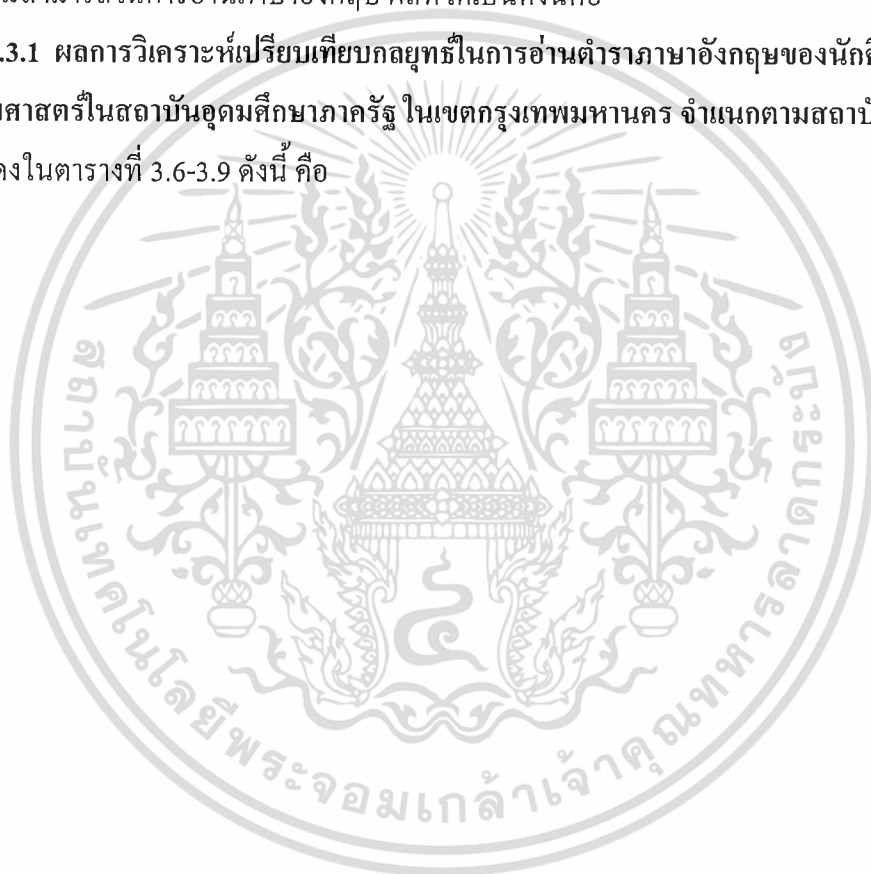 .3.1 ผลการวิเคราะห์เปรียบเทียบกลยุทธ์ในการอ่านตำราภาษาอังกฤษของนักศึ
ศาสตร์ในสถาบันอุดมศึกษาภาครัฐ ในเขตกรุงเทพมหานคร จำแนกตามสถาบั
ในตารางที่ 3.6-3.9 ดังนี้ คือ
สถาบันเทคโนโลยีพระจอมเกล้าเจ้าคุณทหารลาดกระบัง